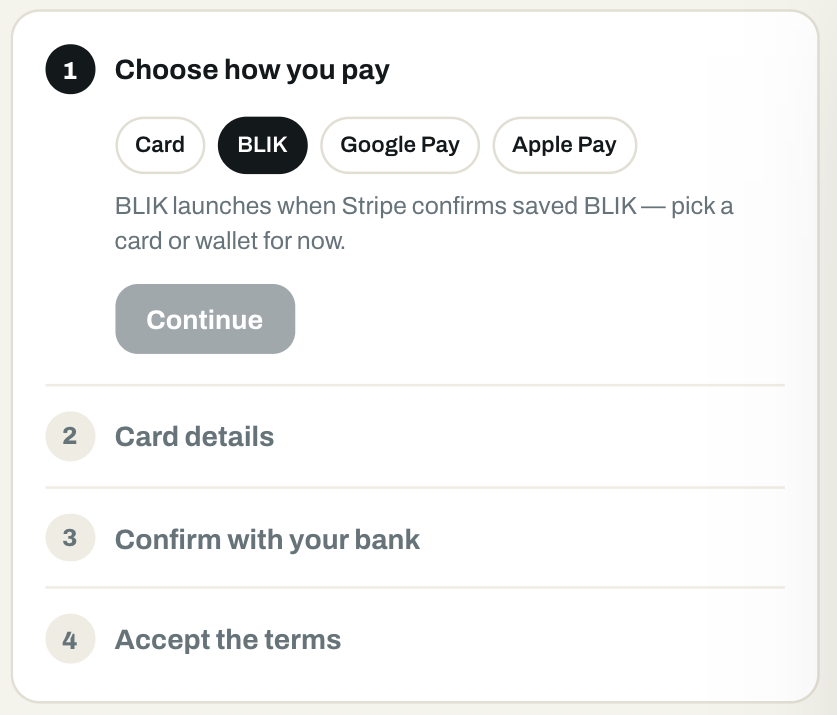 1 Choose how you pay
Card BLIK Google Pay Apple Pay
BLIK launches when Stripe confirms saved BLIK — pick a
card or wallet for now.
Continue
2 Card details
3 Confirm with your bank
4 Accept the terms